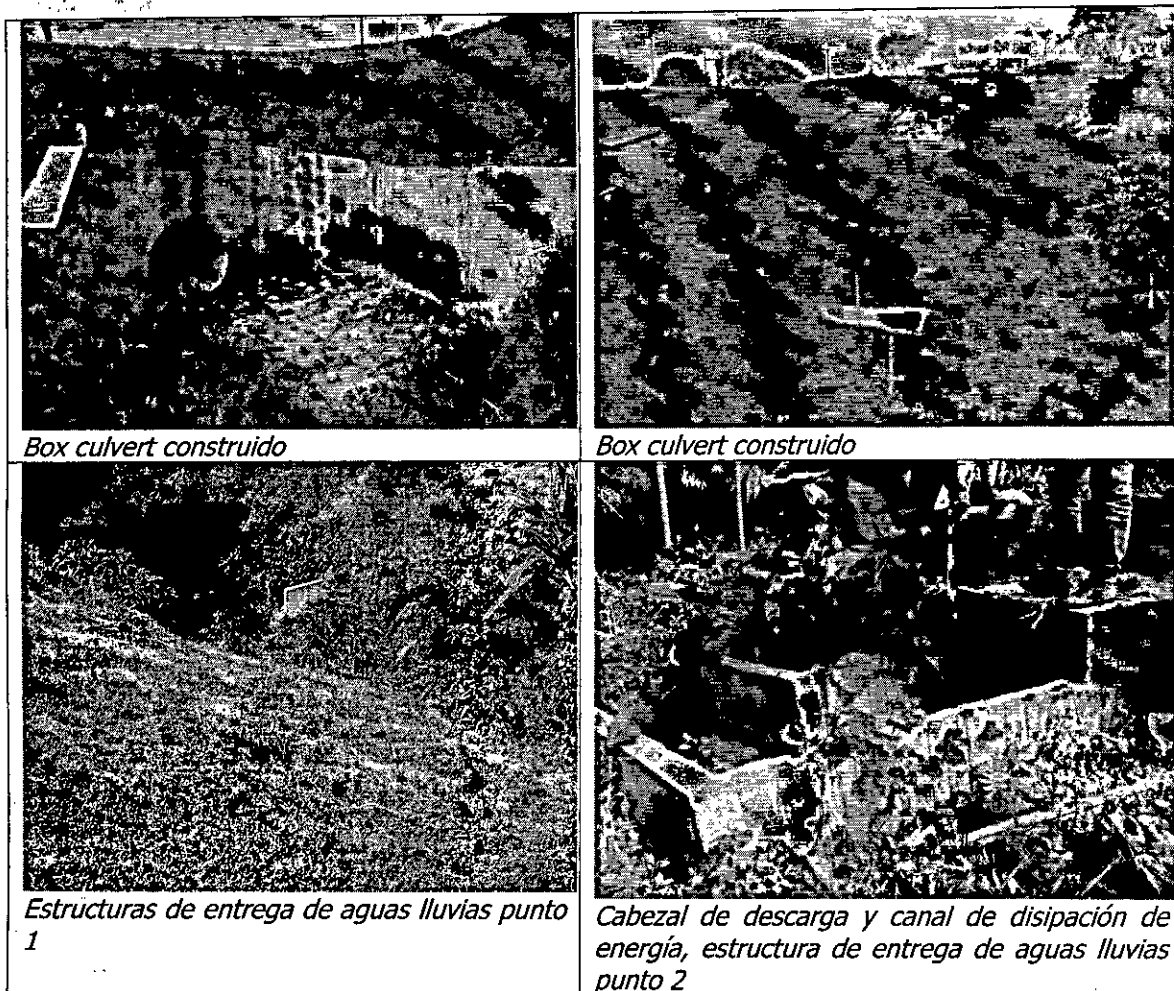 Box culvert construido
Box culvert construido
Estructuras de entrega de aguas lluvias punto
1
Cabezal de descarga y canal de disipación de
energía, estructura de entrega de aguas lluvias
punto 2